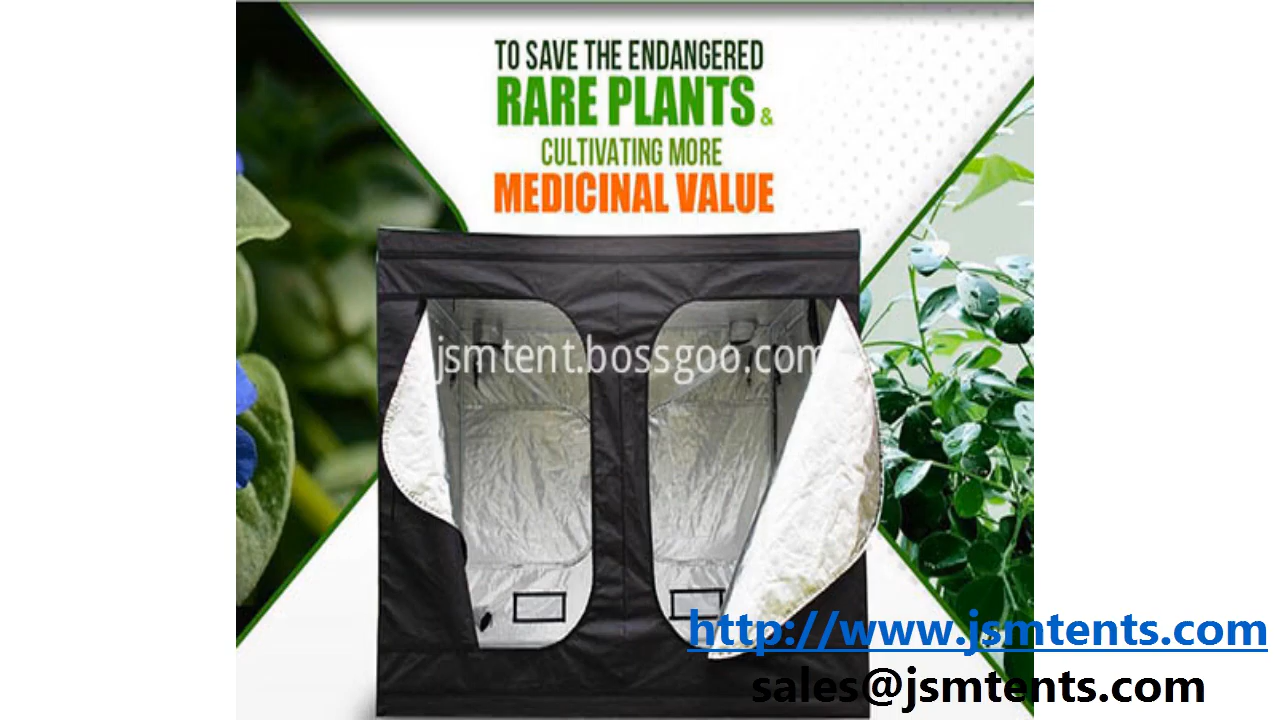 TO SAVE THE ENDANGERED
RARE PLANTS &
CULTIVATING MORE
MEDICINAL VALUE
jsmtent.bossgoo.com
http://www.jsmtents.com
sales@jsmtents.com